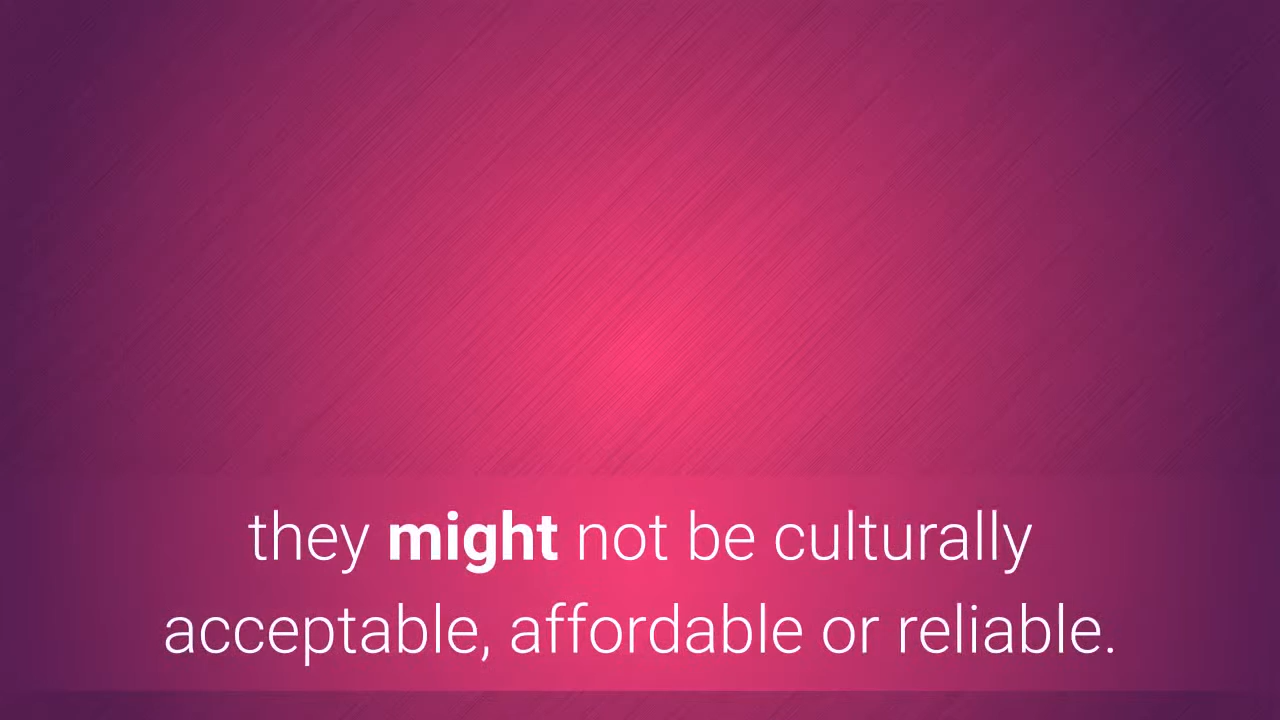 they might not be culturally
acceptable, affordable or reliable.